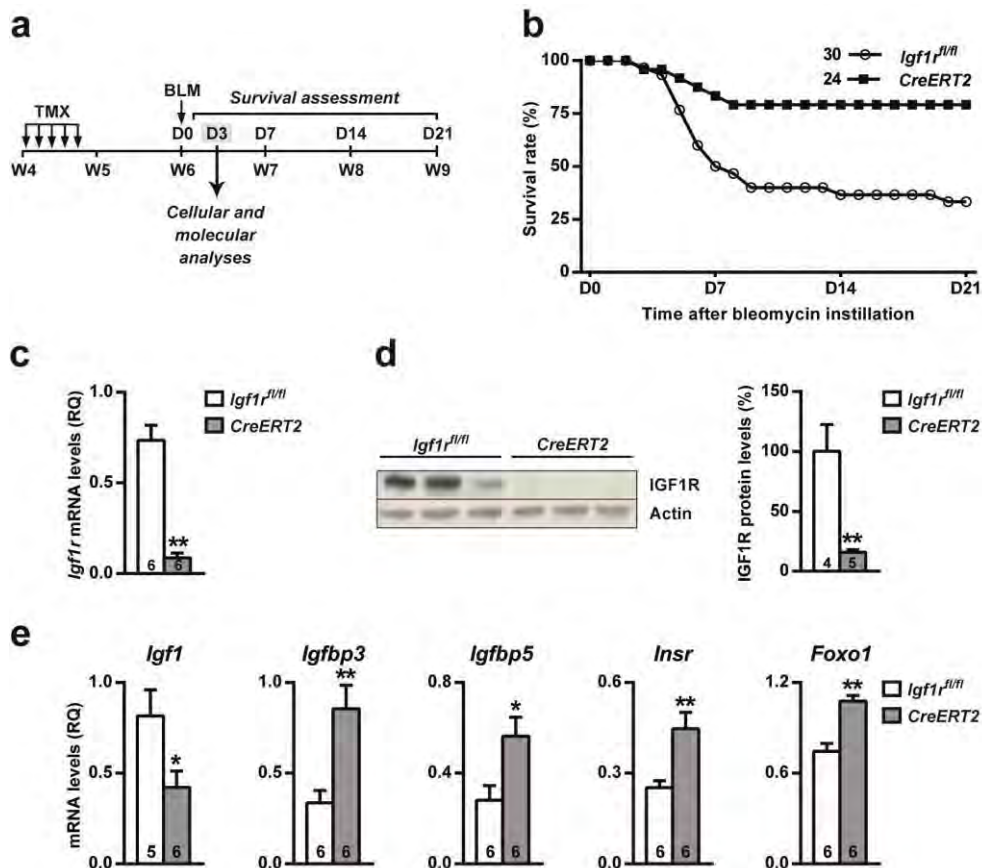 a
TMX
BLM
Survival assessment
D0 D3 D7 D14 D21
W4 W5 W6 W7 W8 W9
Cellular and
molecular
analyses
b
30 Igf1r^fl/fl
24 CreERT2
Survival rate (%)
100
75
50
25
0
D0 D7 D14 D21
Time after bleomycin instillation
c
Igf1r mRNA levels (RQ)
1.0
0.5
0.0
6 6
**
Igf1r^fl/fl
CreERT2
d
Igf1r^fl/fl CreERT2
IGF1R
Actin
IGF1R protein levels (%)
150
100
50
0
4 5
**
e
mRNA levels (RQ)
Igf1
1.0
0.5
0.0
5 6
*
Igfbp3
1.0
0.5
0.0
6 6
**
Igfbp5
0.8
0.4
0.0
6 6
*
Insr
0.6
0.3
0.0
6 6
**
Foxo1
1.2
0.6
0.0
6 6
**
Igf1r^fl/fl
CreERT2